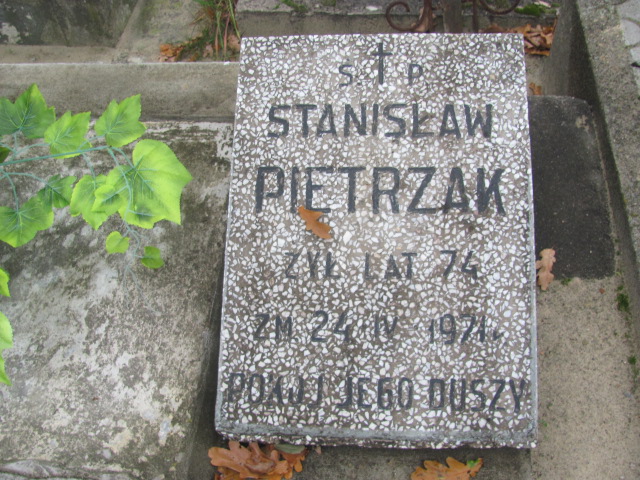 Ś P
STANISŁAW
PIETRZAK
ŻYŁ LAT 74
ZM 24 IV 1971 R.
POKÓJ JEGO DUSZY